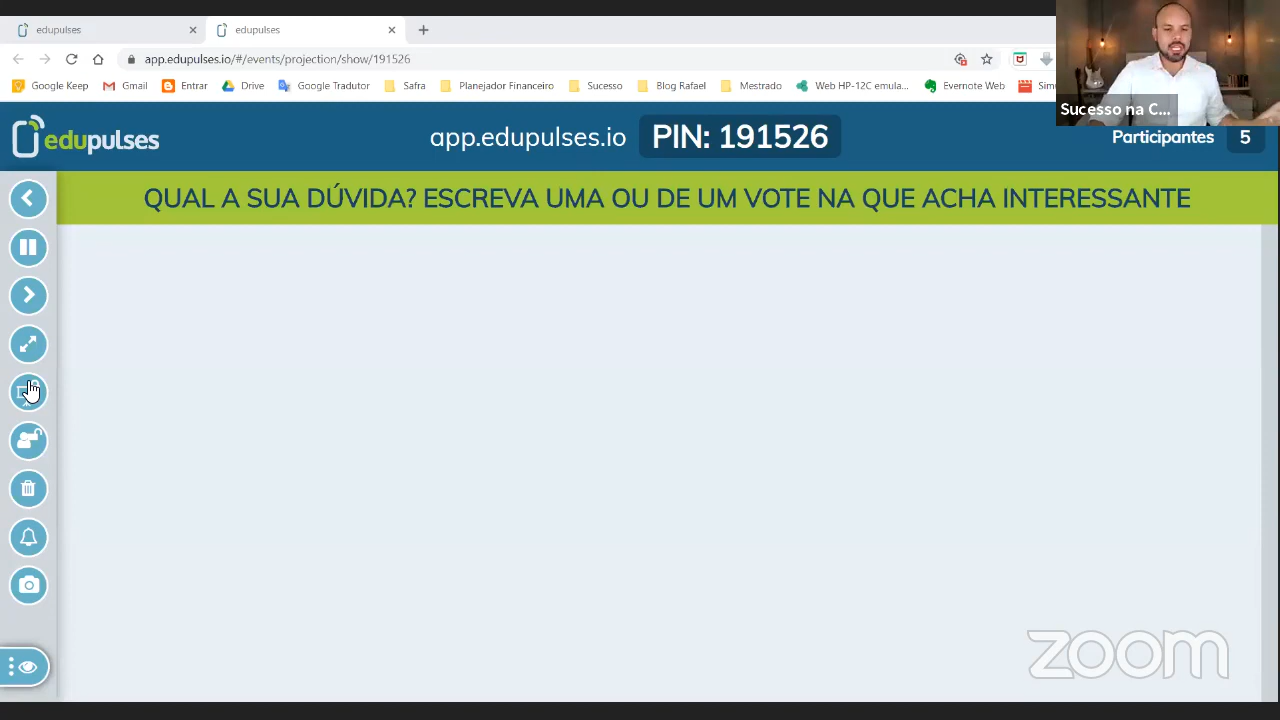 edupulses
edupulses
app.edupulses.io/#/events/projection/show/191526
Google Keep
Gmail
Entrar
Drive
GoogleTradutor
Safra
Planejador Financeiro
Sucesso
Blog Rafael
Mestrado
Web HP-12C emula...
Evernote Web
Sucesso na C...
edupulses
app.edupulses.io
PIN: 191526
Participantes 5
QUAL A SUA DÚVIDA? ESCREVA UMA OU DE UM VOTE NA QUE ACHA INTERESSANTE
zoom